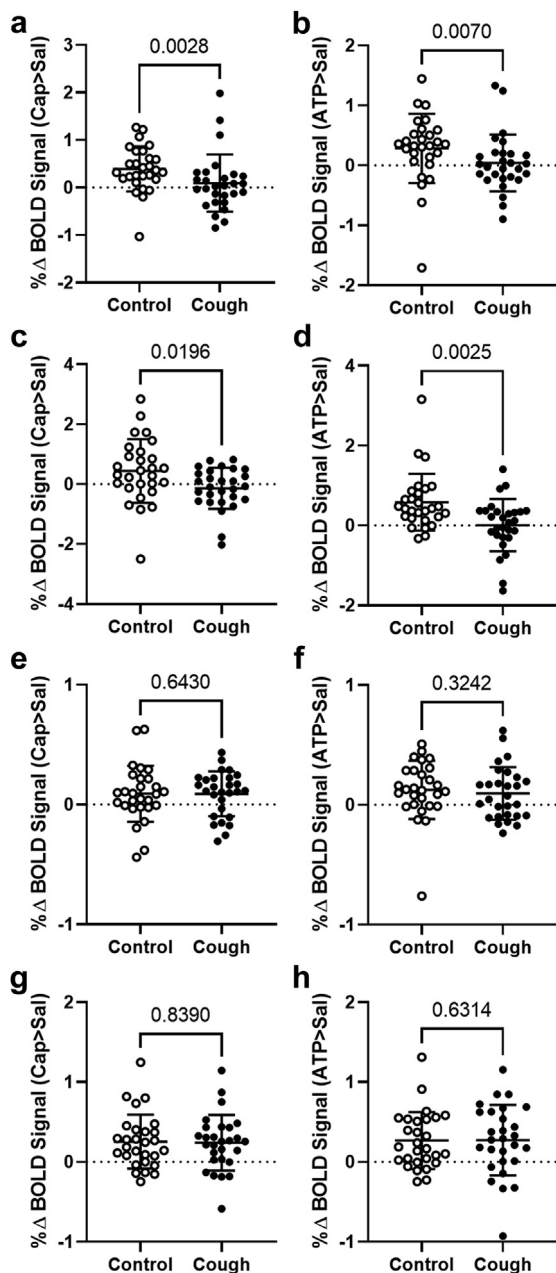 a
0.0028
%Δ BOLD Signal (Cap>Sal)
3
2
1
0
-1
-2
Control Cough
b
0.0070
%Δ BOLD Signal (ATP>Sal)
2
1
0
-1
-2
Control Cough
c
0.0196
%Δ BOLD Signal (Cap>Sal)
4
2
0
-2
-4
Control Cough
d
0.0025
%Δ BOLD Signal (ATP>Sal)
4
2
0
-2
Control Cough
e
0.6430
%Δ BOLD Signal (Cap>Sal)
1
0
-1
Control Cough
f
0.3242
%Δ BOLD Signal (ATP>Sal)
1
0
-1
Control Cough
g
0.8390
%Δ BOLD Signal (Cap>Sal)
2
1
0
-1
Control Cough
h
0.6314
%Δ BOLD Signal (ATP>Sal)
2
1
0
-1
Control Cough